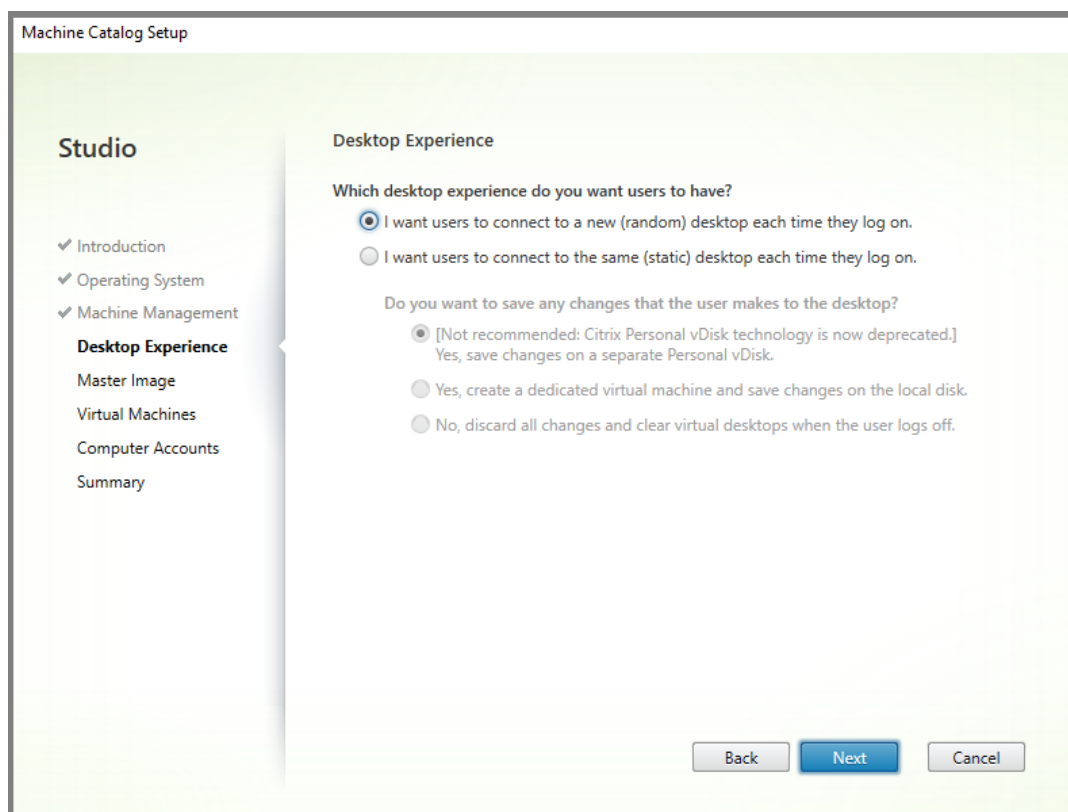 Machine Catalog Setup
Studio
Introduction
Operating System
Machine Management
Desktop Experience
Master Image
Virtual Machines
Computer Accounts
Summary
Desktop Experience
Which desktop experience do you want users to have?
I want users to connect to a new (random) desktop each time they log on.
I want users to connect to the same (static) desktop each time they log on.
Do you want to save any changes that the user makes to the desktop?
[Not recommended: Citrix Personal vDisk technology is now deprecated.]
Yes, save changes on a separate Personal vDisk.
Yes, create a dedicated virtual machine and save changes on the local disk.
No, discard all changes and clear virtual desktops when the user logs off.
Back
Next
Cancel